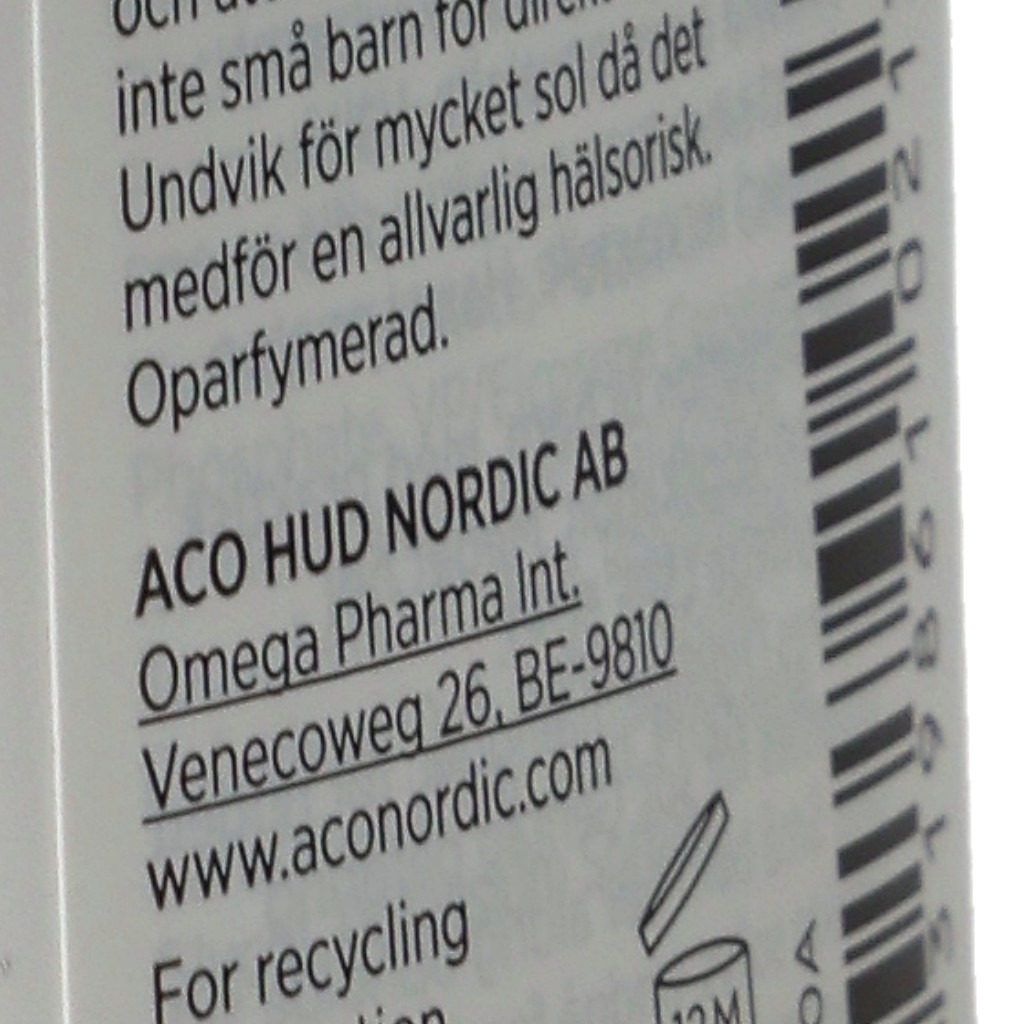 inte små barn för
Undvik för mycket sol då det
medför en allvarlig hälsorisk.
Oparfymerad.
ACO HUD NORDIC AB
Omega Pharma Int.
Venecoweg 26, BE-9810
www.aconordic.com
For recycling
12M